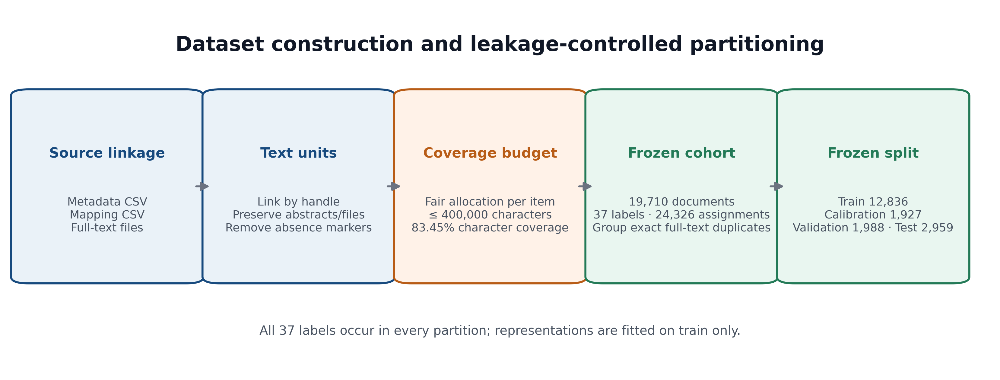 Dataset construction and leakage-controlled partitioning
Source linkage
Metadata CSV
Mapping CSV
Full-text files
Text units
Link by handle
Preserve abstracts/files
Remove absence markers
Coverage budget
Fair allocation per item
≤ 400,000 characters
83.45% character coverage
Frozen cohort
19,710 documents
37 labels · 24,326 assignments
Group exact full-text duplicates
Frozen split
Train 12,836
Calibration 1,927
Validation 1,988 · Test 2,959
All 37 labels occur in every partition; representations are fitted on train only.